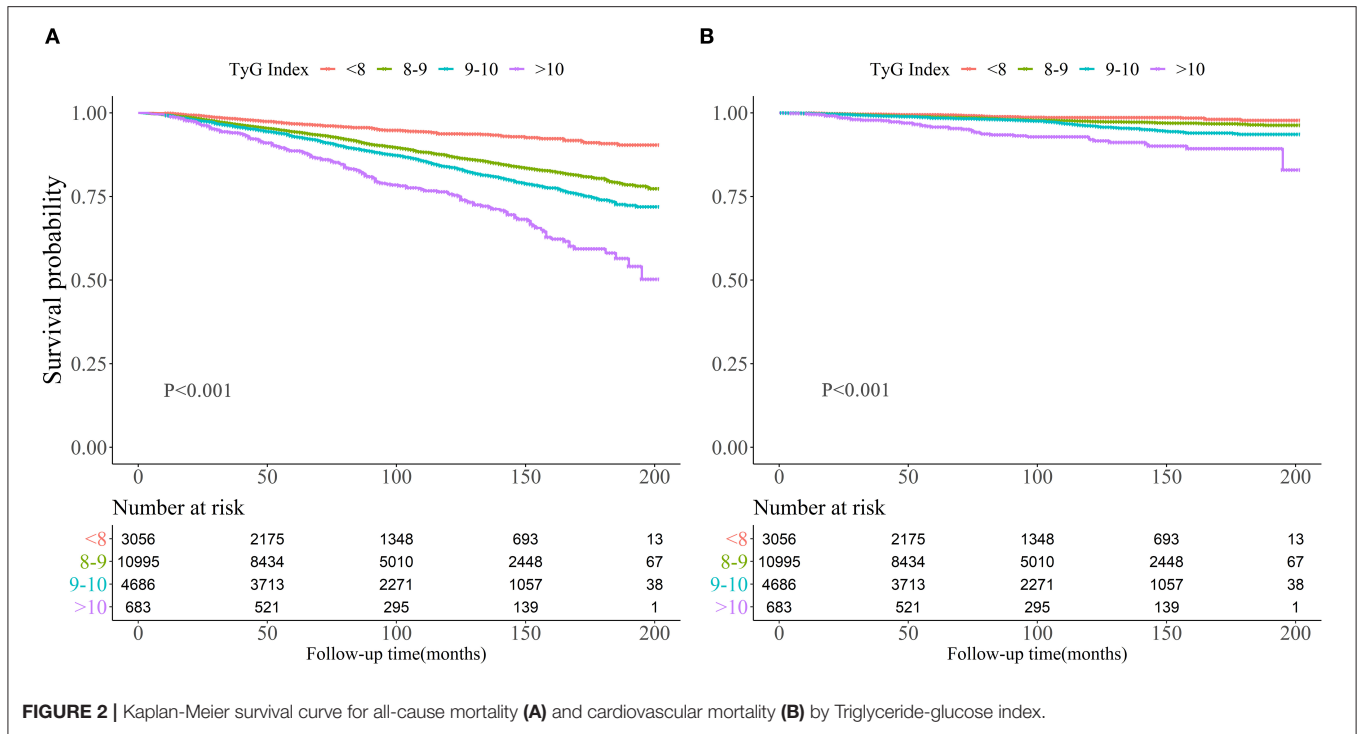 A
TyG Index <8 8-9 9-10 >10
1.00
0.75
0.50
0.25
0.00
Survival probability
P<0.001
0 50 100 150 200
Number at risk
<8 3056 2175 1348 693 13
8-9 10995 8434 5010 2448 67
9-10 4686 3713 2271 1057 38
>10 683 521 295 139 1
0 50 100 150 200
Follow-up time(months)
B
TyG Index <8 8-9 9-10 >10
1.00
0.75
0.50
0.25
0.00
P<0.001
0 50 100 150 200
Number at risk
<8 3056 2175 1348 693 13
8-9 10995 8434 5010 2448 67
9-10 4686 3713 2271 1057 38
>10 683 521 295 139 1
0 50 100 150 200
Follow-up time(months)
FIGURE 2 | Kaplan-Meier survival curve for all-cause mortality (A) and cardiovascular mortality (B) by Triglyceride-glucose index.